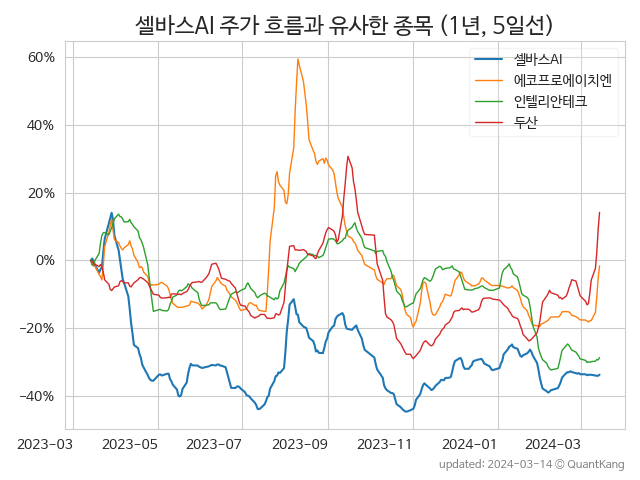 셀바스AI 주가 흐름과 유사한 종목 (1년, 5일선)
셀바스AI
에코프로에이치엔
인텔리안테크
두산
60%
40%
20%
0%
−20%
−40%
2023-03 2023-05 2023-07 2023-09 2023-11 2024-01 2024-03
updated: 2024-03-14 © QuantKang